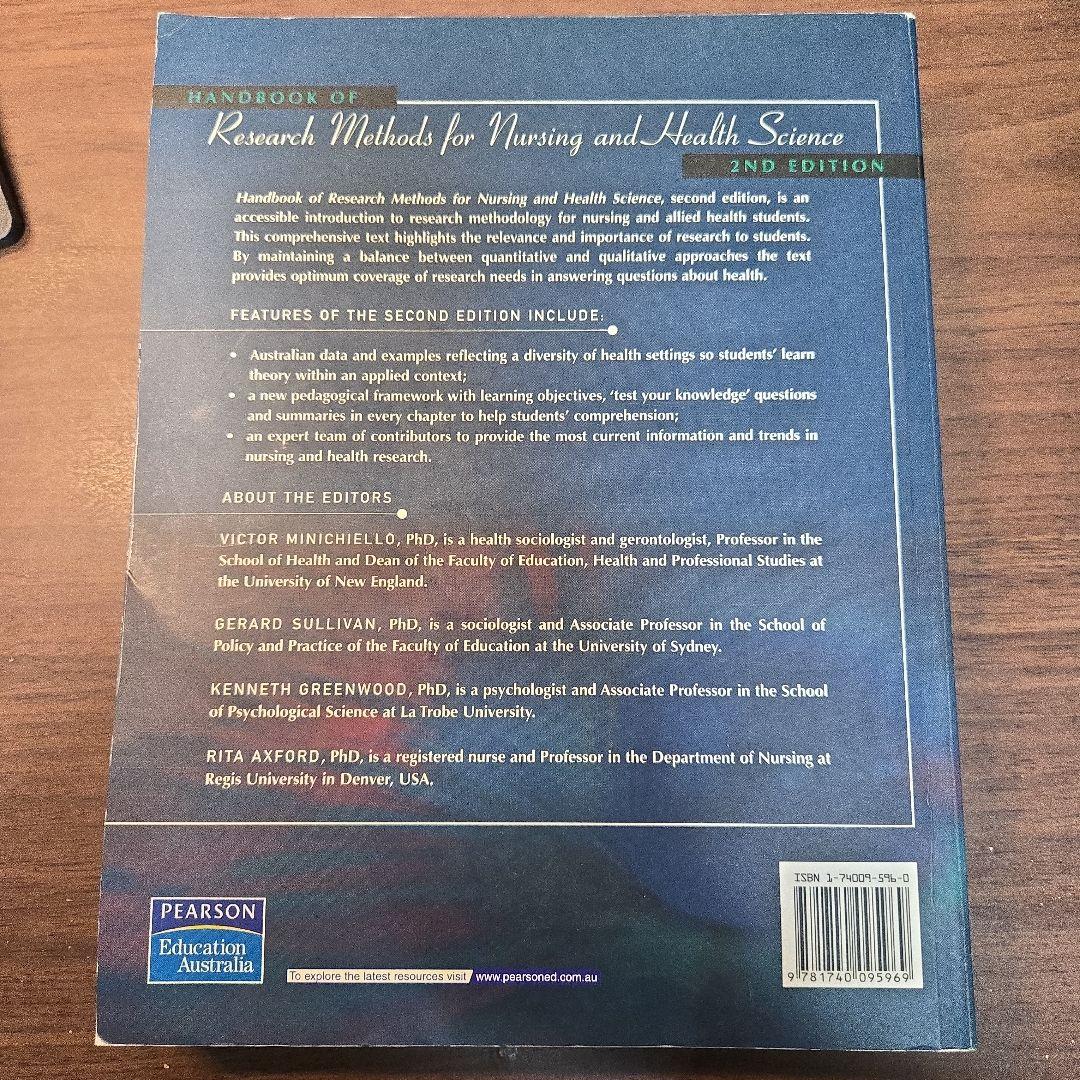 HANDBOOK OF
Research Methods for Nursing and Health Science
2ND EDITION
Handbook of Research Methods for Nursing and Health Science, second edition, is an
accessible introduction to research methodology for nursing and allied health students.
This comprehensive text highlights the relevance and importance of research to students.
By maintaining a balance between quantitative and qualitative approaches the text
provides optimum coverage of research needs in answering questions about health.
FEATURES OF THE SECOND EDITION INCLUDE:
• Australian data and examples reflecting a diversity of health settings so students' learn
theory within an applied context;
• a new pedagogical framework with learning objectives, 'test your knowledge' questions
and summaries in every chapter to help students' comprehension;
• an expert team of contributors to provide the most current information and trends in
nursing and health research.
ABOUT THE EDITORS
VICTOR MINICHIELLO, PhD, is a health sociologist and gerontologist, Professor in the
School of Health and Dean of the Faculty of Education, Health and Professional Studies at
the University of New England.
GERARD SULLIVAN, PhD, is a sociologist and Associate Professor in the School of
Policy and Practice of the Faculty of Education at the University of Sydney.
KENNETH GREENWOOD, PhD, is a psychologist and Associate Professor in the School
of Psychological Science at La Trobe University.
RITA AXFORD, PhD, is a registered nurse and Professor in the Department of Nursing at
Regis University in Denver, USA.
ISBN 1-74009-596-0
9 781740 095969
PEARSON
Education
Australia
To explore the latest resources visit www.pearsoned.com.au